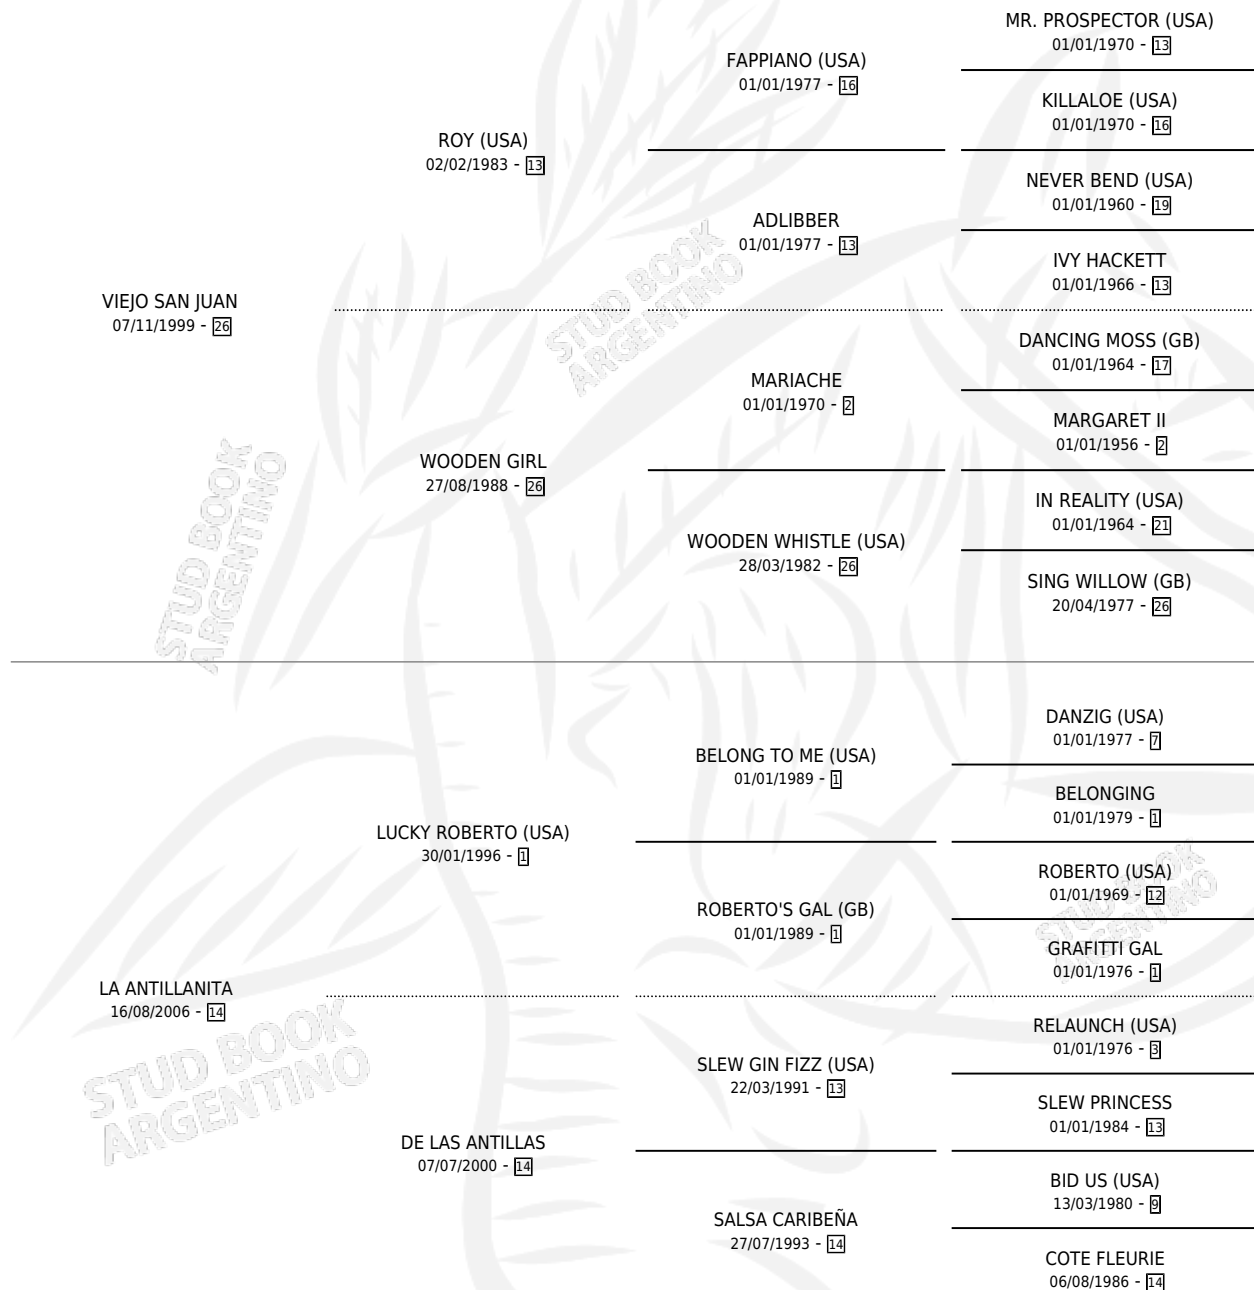 MR. PROSPECTOR (USA)
01/01/1970 - 13
FAPPIANO (USA)
01/01/1977 - 16
KILLALOE (USA)
01/01/1970 - 16
ROY (USA)
02/02/1983 - 13
NEVER BEND (USA)
01/01/1960 - 19
ADLIBBER
01/01/1977 - 13
IVY HACKETT
01/01/1966 - 13
VIEJO SAN JUAN
07/11/1999 - 26
STUD BOOK
ARGENTINO
DANCING MOSS (GB)
01/01/1964 - 17
MARIACHE
01/01/1970 - 2
MARGARET II
01/01/1956 - 2
WOODEN GIRL
27/08/1988 - 26
IN REALITY (USA)
01/01/1964 - 21
WOODEN WHISTLE (USA)
28/03/1982 - 26
SING WILLOW (GB)
20/04/1977 - 26
STUD BOOK
ARGENTINO
DANZIG (USA)
01/01/1977 - 7
BELONG TO ME (USA)
01/01/1989 - 1
BELONGING
01/01/1979 - 1
LUCKY ROBERTO (USA)
30/01/1996 - 1
ROBERTO (USA)
01/01/1969 - 12
ROBERTO'S GAL (GB)
01/01/1989 - 1
STUD BOOK
ARGENTINO
GRAFITTI GAL
01/01/1976 - 1
LA ANTILLANITA
16/08/2006 - 14
STUD BOOK
ARGENTINO
RELAUNCH (USA)
01/01/1976 - 3
SLEW GIN FIZZ (USA)
22/03/1991 - 13
SLEW PRINCESS
01/01/1984 - 13
DE LAS ANTILLAS
07/07/2000 - 14
BID US (USA)
13/03/1980 - 9
SALSA CARIBEÑA
27/07/1993 - 14
COTE FLEURIE
06/08/1986 - 14